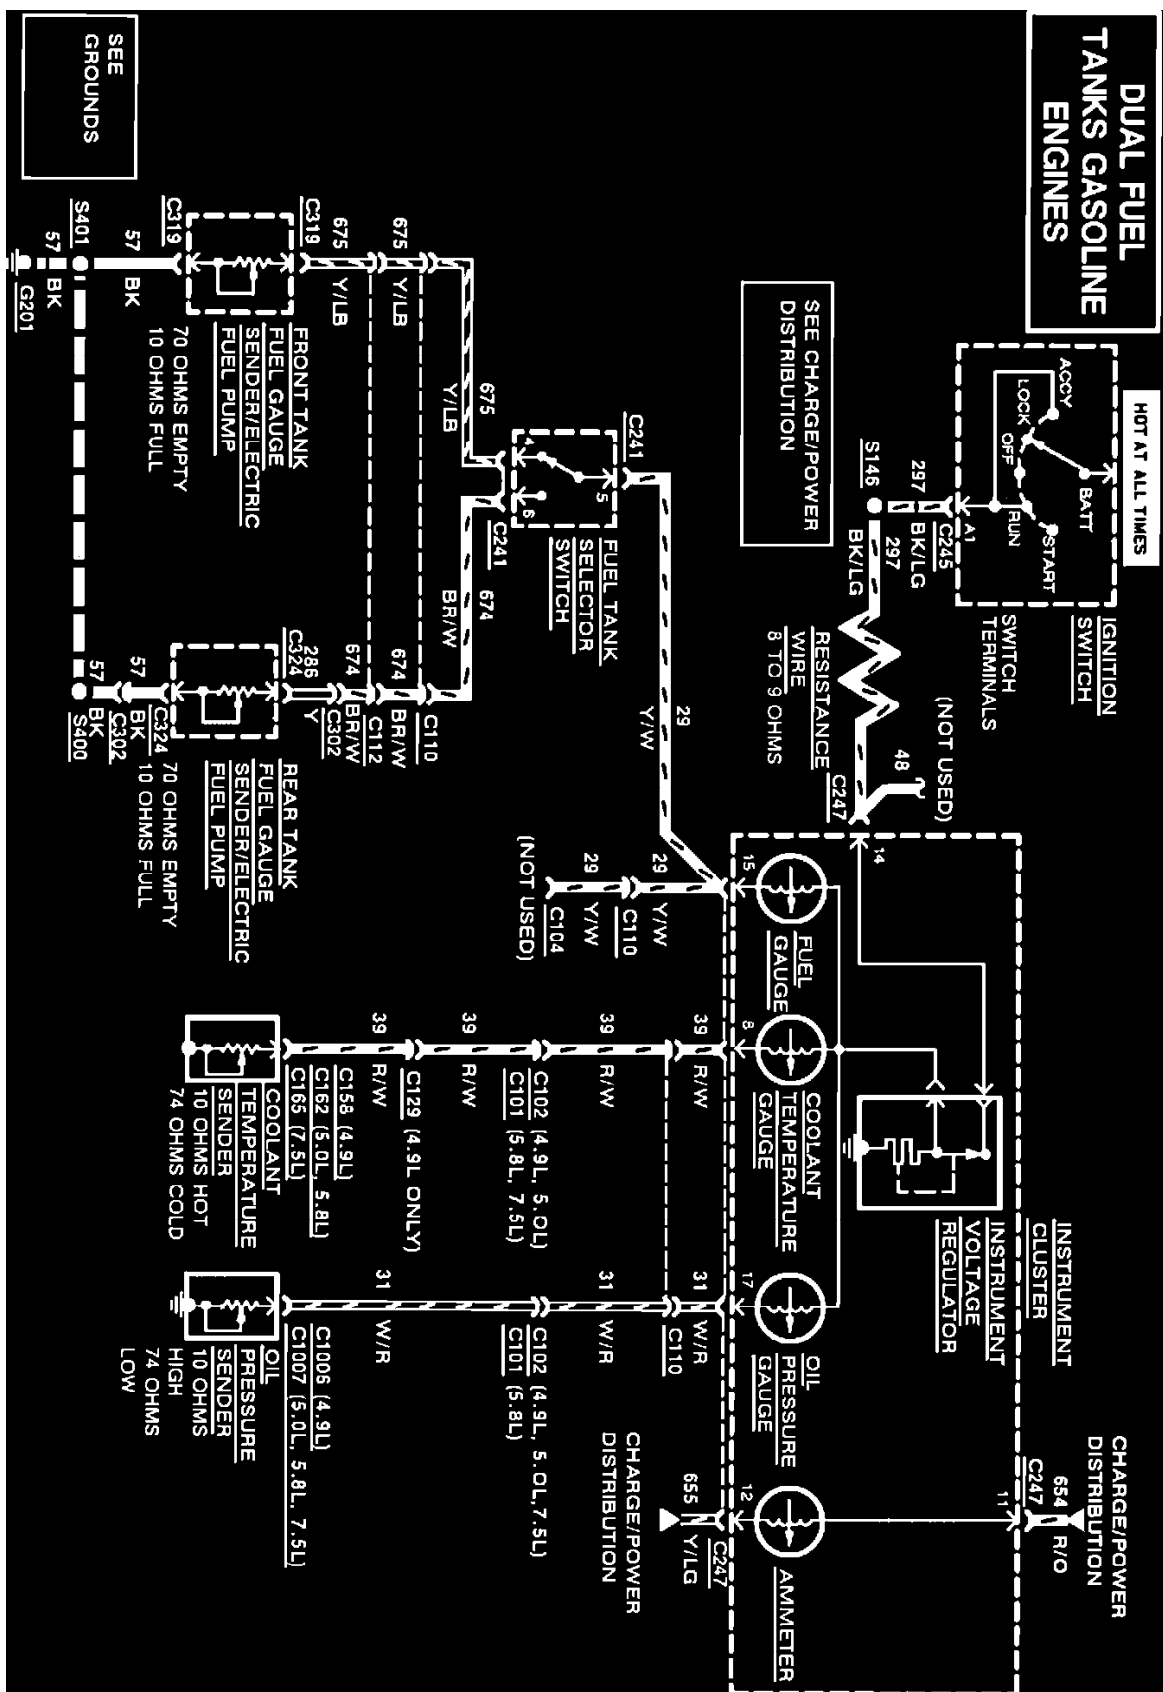 DUAL FUEL
TANKS GASOLINE
ENGINES
HOT AT ALL TIMES
ACCY
LOCK
OFF
RUN
START
BATT
A1
IGNITION
SWITCH
SWITCH
TERMINALS
C245
297
BK/LG
S146
297
BK/LG
SEE CHARGE/POWER
DISTRIBUTION
RESISTANCE
WIRE
8 TO 9 OHMS
(NOT USED)
48
C247
14
INSTRUMENT
CLUSTER
INSTRUMENT
VOLTAGE
REGULATOR
CHARGE/POWER
DISTRIBUTION
654
R/O
C247
11
15
FUEL
GAUGE
8
COOLANT
TEMPERATURE
GAUGE
17
OIL
PRESSURE
GAUGE
12
AMMETER
C241
29
Y/W
FUEL TANK
SELECTOR
SWITCH
5
4
6
C241
675
Y/LB
674
BR/W
29
Y/W
C110
29
Y/W
C104
(NOT USED)
39
R/W
31
W/R
C110
655
Y/LG
C247
CHARGE/POWER
DISTRIBUTION
39
R/W
C102 (4.9L, 5.0L)
C101 (5.8L, 7.5L)
39
R/W
C129 (4.9L ONLY)
39
R/W
C158 (4.9L)
C162 (5.0L, 5.8L)
C165 (7.5L)
COOLANT
TEMPERATURE
SENDER
10 OHMS HOT
74 OHMS COLD
31
W/R
C102 (4.9L, 5.0L,7.5L)
C101 (5.8L)
31
W/R
C1006 (4.9L)
C1007 (5.0L, 5.8L, 7.5L)
OIL
PRESSURE
SENDER
10 OHMS
HIGH
74 OHMS
LOW
675
Y/LB
675
Y/LB
C319
C319
FRONT TANK
FUEL GAUGE
SENDER/ELECTRIC
FUEL PUMP
70 OHMS EMPTY
10 OHMS FULL
C110
674
BR/W
C112
674
BR/W
C302
286
Y
C324
REAR TANK
FUEL GAUGE
SENDER/ELECTRIC
FUEL PUMP
70 OHMS EMPTY
10 OHMS FULL
C324
57
BK
C302
57
BK
S400
57
BK
S401
57
BK
G201
SEE
GROUNDS